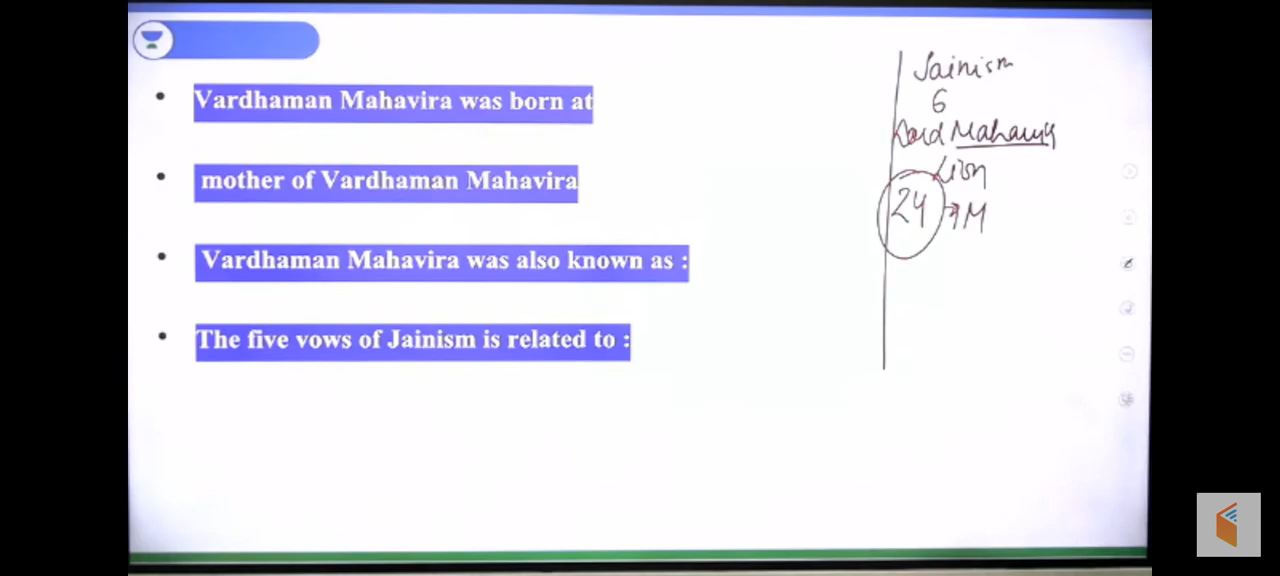 Vardhaman Mahavira was born at
mother of Vardhaman Mahavira
Vardhaman Mahavira was also known as :
The five vows of Jainism is related to :
Jainism
6
Lord Mahavir
Lion
24 → M